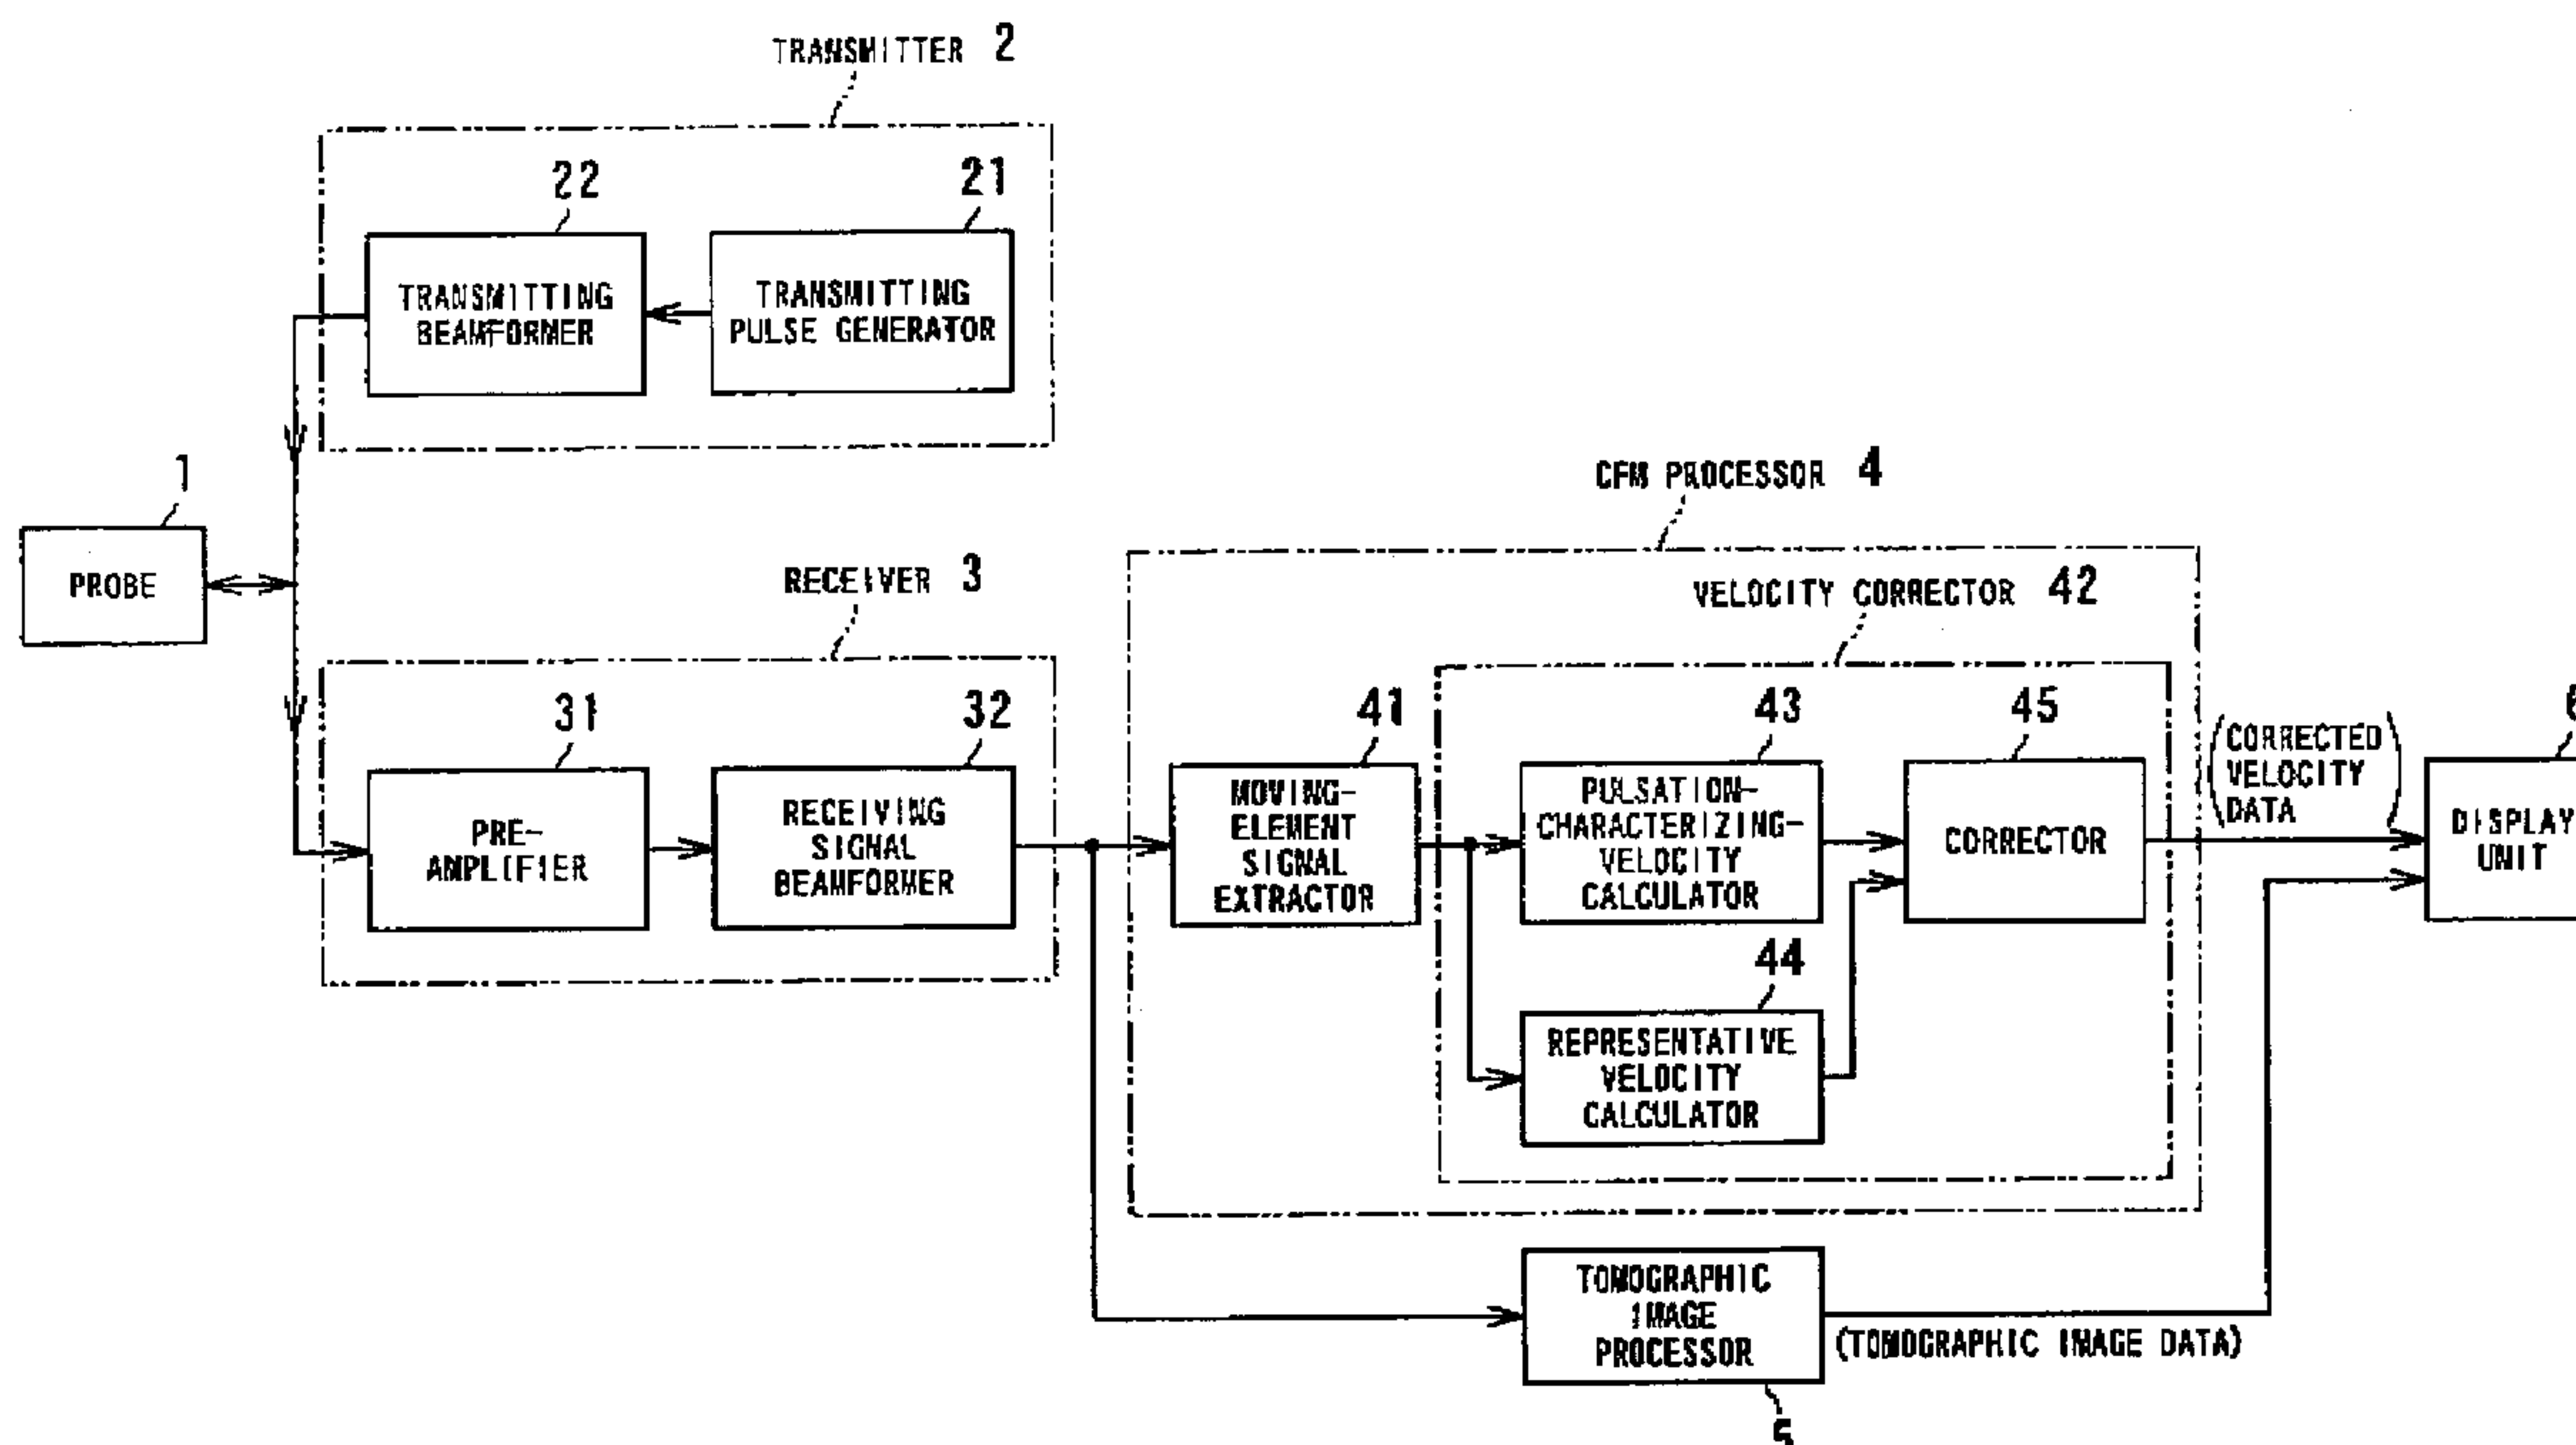 TRANSMITTER 2
22
21
TRANSMITTING
BEAMFORMER
TRANSMITTING
PULSE GENERATOR
1
PROBE
RECEIVER 3
31
32
PRE-
AMPLIFIER
RECEIVING
SIGNAL
BEAMFORMER
CFM PROCESSOR 4
VELOCITY CORRECTOR 42
41
MOVING-
ELEMENT
SIGNAL
EXTRACTOR
43
PULSATION-
CHARACTERIZING-
VELOCITY
CALCULATOR
45
CORRECTOR
44
REPRESENTATIVE
VELOCITY
CALCULATOR
(CORRECTED
VELOCITY
DATA)
6
DISPLAY
UNIT
TOMOGRAPHIC
IMAGE
PROCESSOR
(TOMOGRAPHIC IMAGE DATA)
5